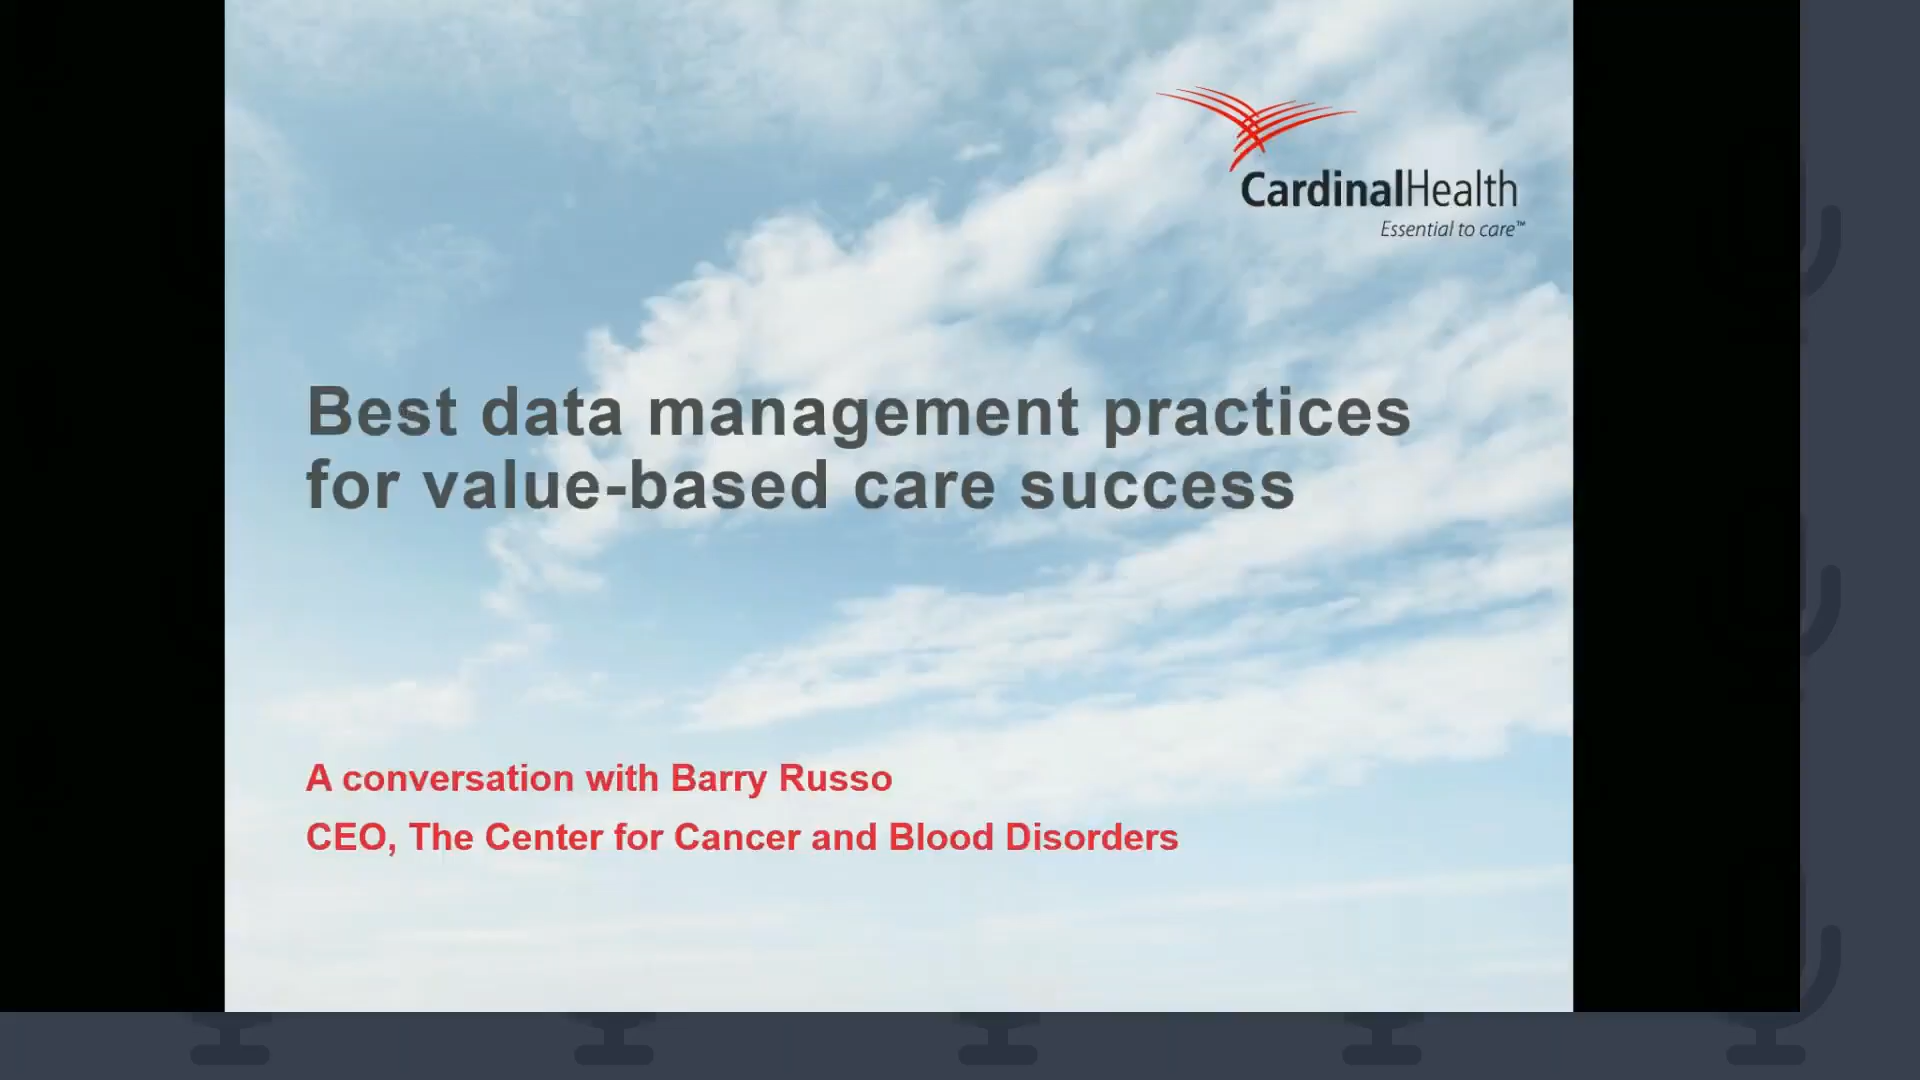 CardinalHealth
Essential to care™
Best data management practices
for value-based care success
A conversation with Barry Russo
CEO, The Center for Cancer and Blood Disorders